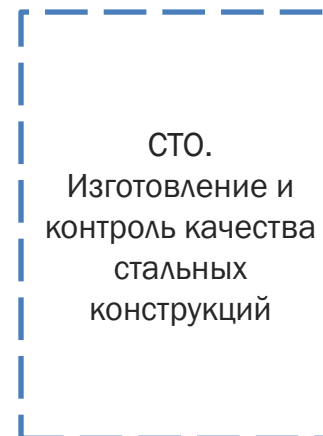 СТО.
Изготовление и
контроль качества
стальных
конструкций